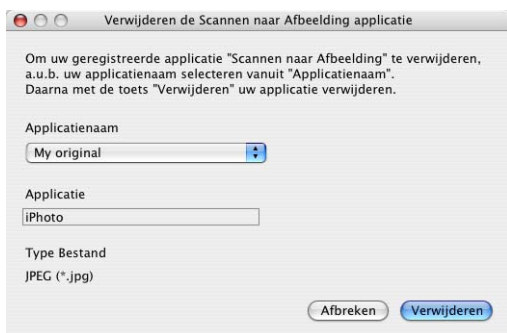 Verwijderen de Scannen naar Afbeelding applicatie
Om uw geregistreerde applicatie "Scannen naar Afbeelding" te verwijderen,
a.u.b. uw applicatienaam selecteren vanuit "Applicatienaam".
Daarna met de toets "Verwijderen" uw applicatie verwijderen.
Applicatienaam
My original
Applicatie
iPhoto
Type Bestand
JPEG (*.jpg)
Afbreken Verwijderen